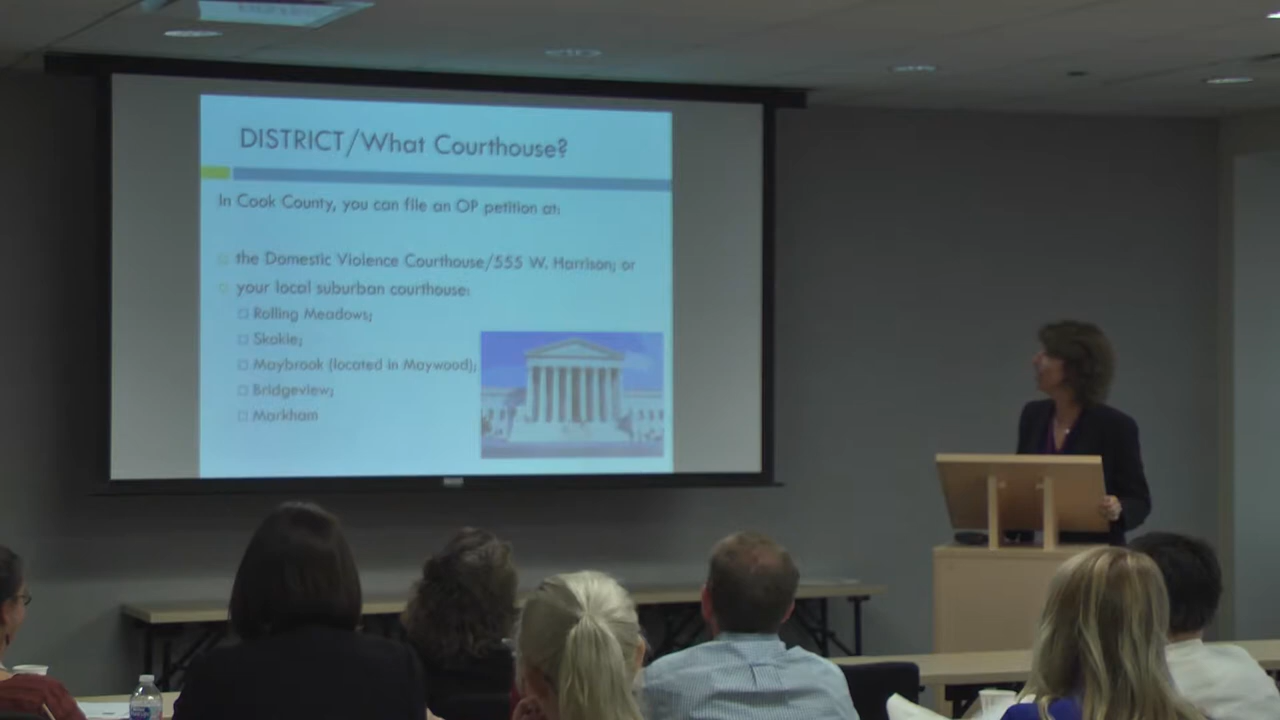 DISTRICT/What Courthouse?
In Cook County, you can file an OP petition at:
the Domestic Violence Courthouse/555 W. Harrison; or
your local suburban courthouse:
Rolling Meadows;
Skokie;
Maybrook (located in Maywood);
Bridgeview;
Markham